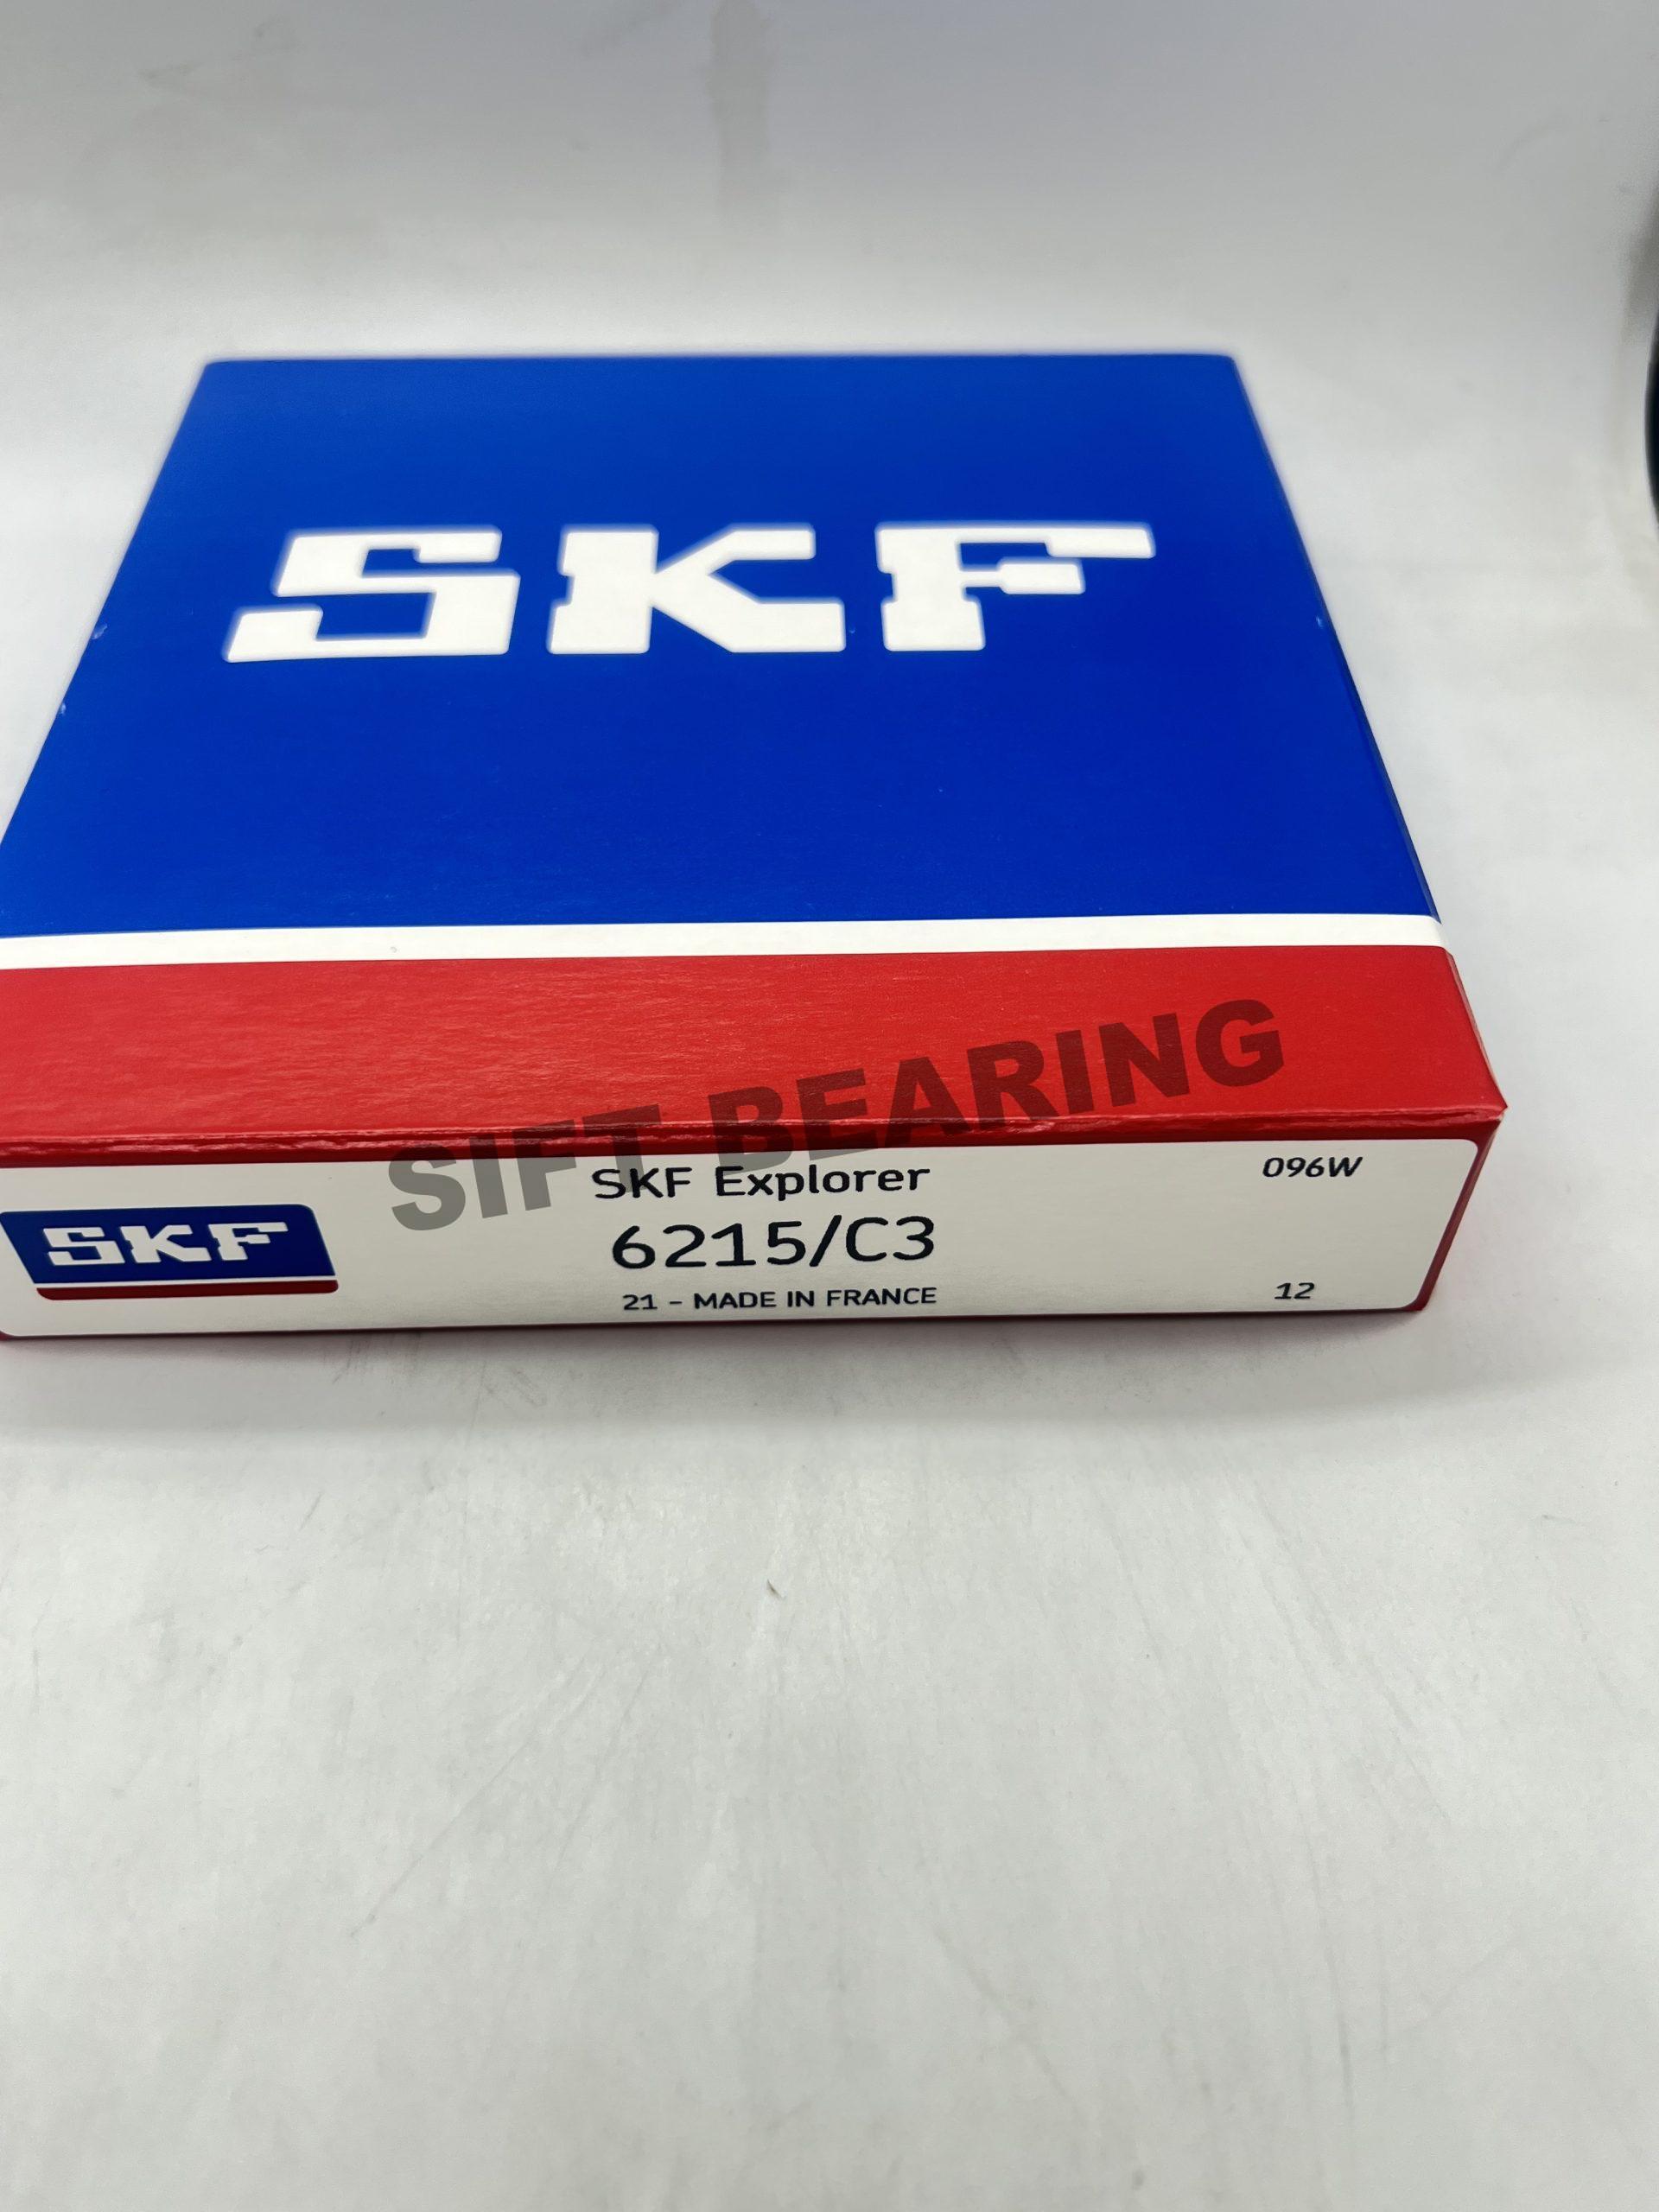 SKF
SIFT BEARING
SKF Explorer
096W
SKF
6215/C3
21 - MADE IN FRANCE
12